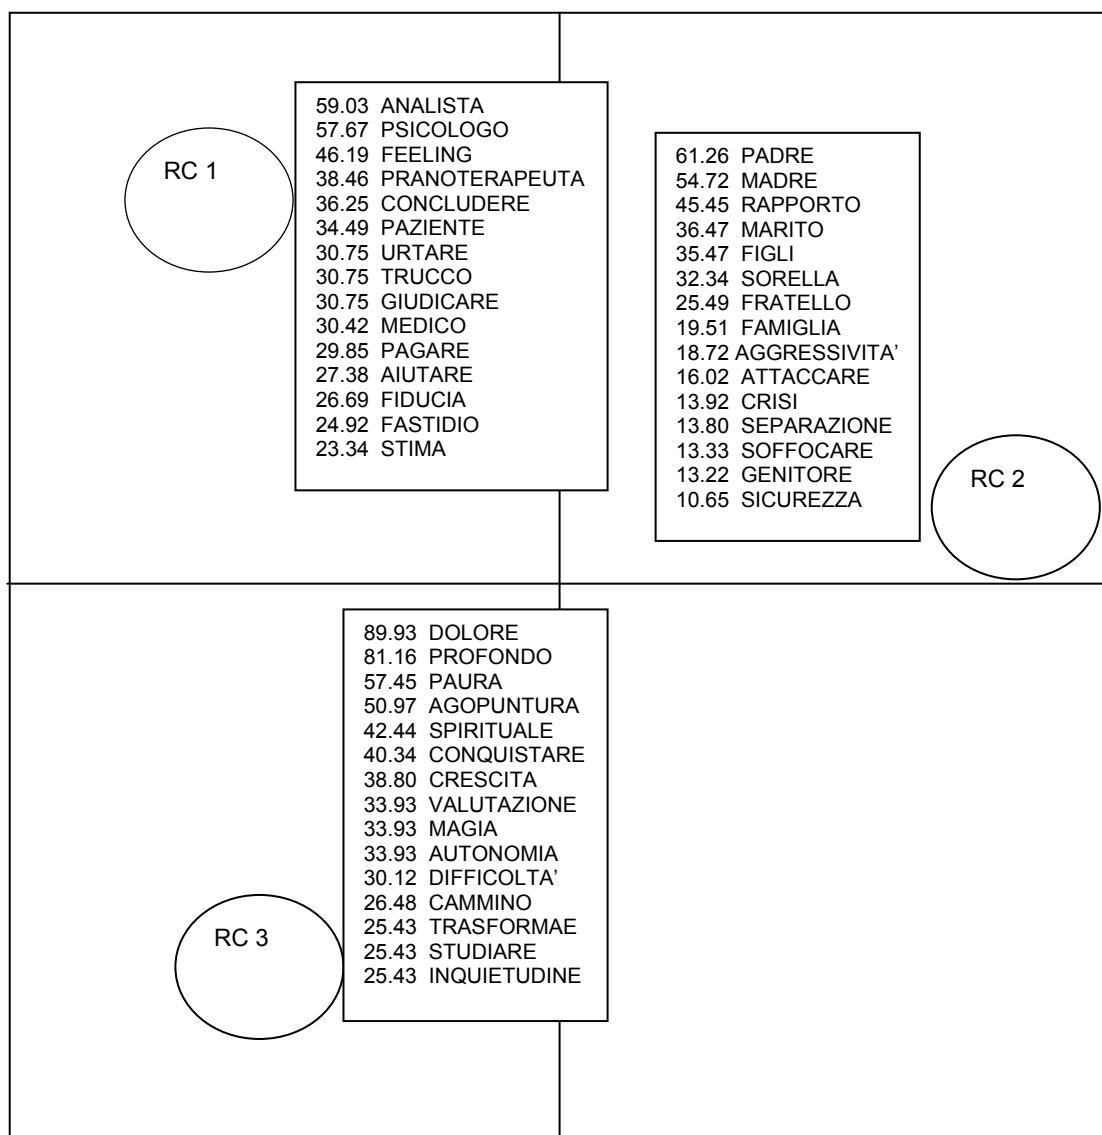 RC 1
59.03 ANALISTA
57.67 PSICOLOGO
46.19 FEELING
38.46 PRANOTERAPEUTA
36.25 CONCLUDERE
34.49 PAZIENTE
30.75 URTARE
30.75 TRUCCO
30.75 GIUDICARE
30.42 MEDICO
29.85 PAGARE
27.38 AIUTARE
26.69 FIDUCIA
24.92 FASTIDIO
23.34 STIMA
61.26 PADRE
54.72 MADRE
45.45 RAPPORTO
36.47 MARITO
35.47 FIGLI
32.34 SORELLA
25.49 FRATELLO
19.51 FAMIGLIA
18.72 AGGRESSIVITA’
16.02 ATTACCARE
13.92 CRISI
13.80 SEPARAZIONE
13.33 SOFFOCARE
13.22 GENITORE
10.65 SICUREZZA
RC 2
89.93 DOLORE
81.16 PROFONDO
57.45 PAURA
50.97 AGOPUNTURA
42.44 SPIRITUALE
40.34 CONQUISTARE
38.80 CRESCITA
33.93 VALUTAZIONE
33.93 MAGIA
33.93 AUTONOMIA
30.12 DIFFICOLTA’
26.48 CAMMINO
25.43 TRASFORMAE
25.43 STUDIARE
25.43 INQUIETUDINE
RC 3